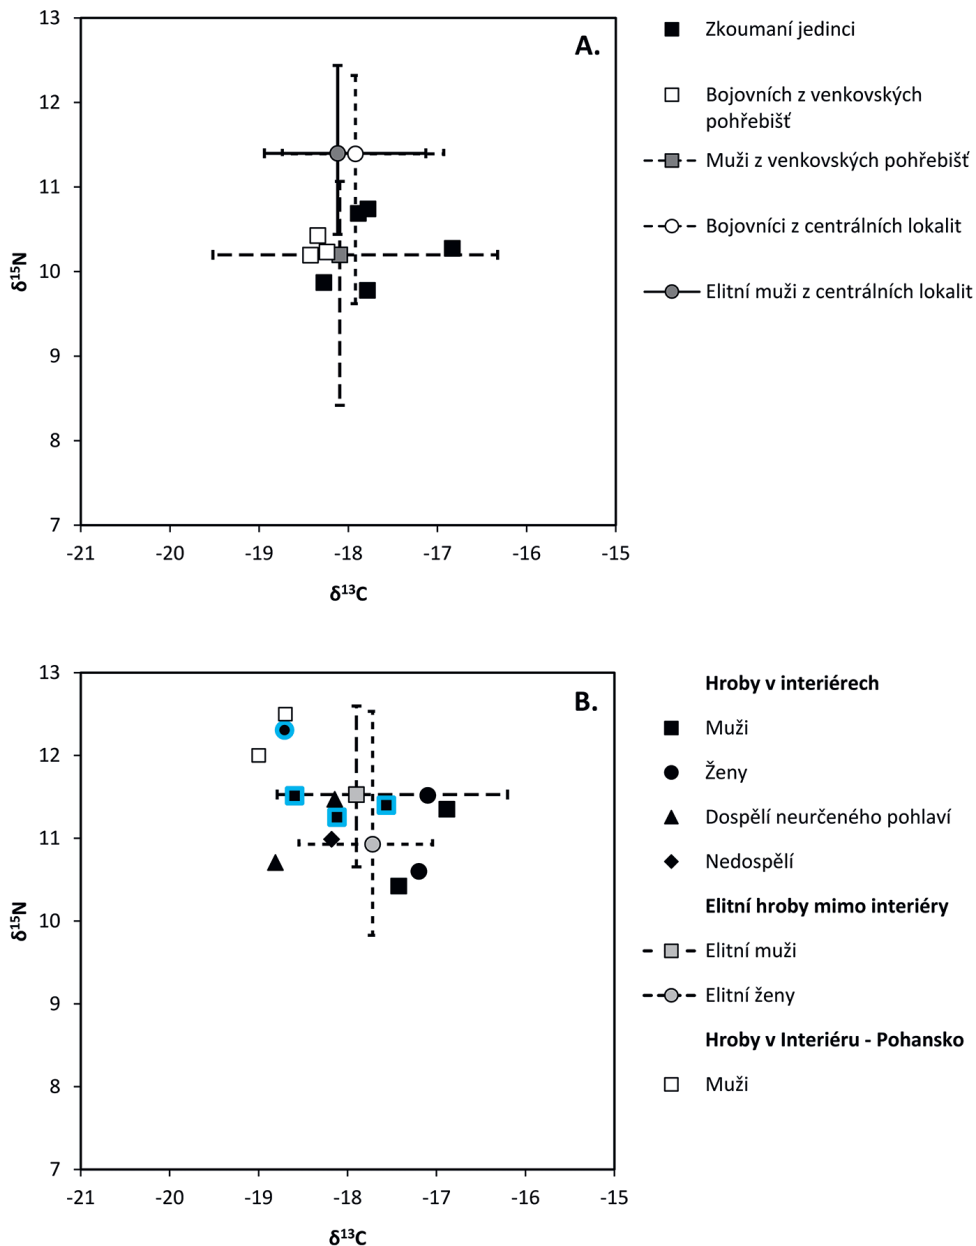 13
12
11
10
9
8
7
-21
-20
-19
-18
-17
-16
-15
δ15N
δ13C
A.
Zkoumaní jedinci
Bojovních z venkovských
pohřebišť
Muži z venkovských pohřebišť
Bojovníci z centrálních lokalit
Elitní muži z centrálních lokalit
13
12
11
10
9
8
7
-21
-20
-19
-18
-17
-16
-15
δ15N
δ13C
B.
Hroby v interiérech
Muži
Ženy
Dospělí neurčeného pohlaví
Nedospělí
Elitní hroby mimo interiéry
Elitní muži
Elitní ženy
Hroby v Interiéru - Pohansko
Muži